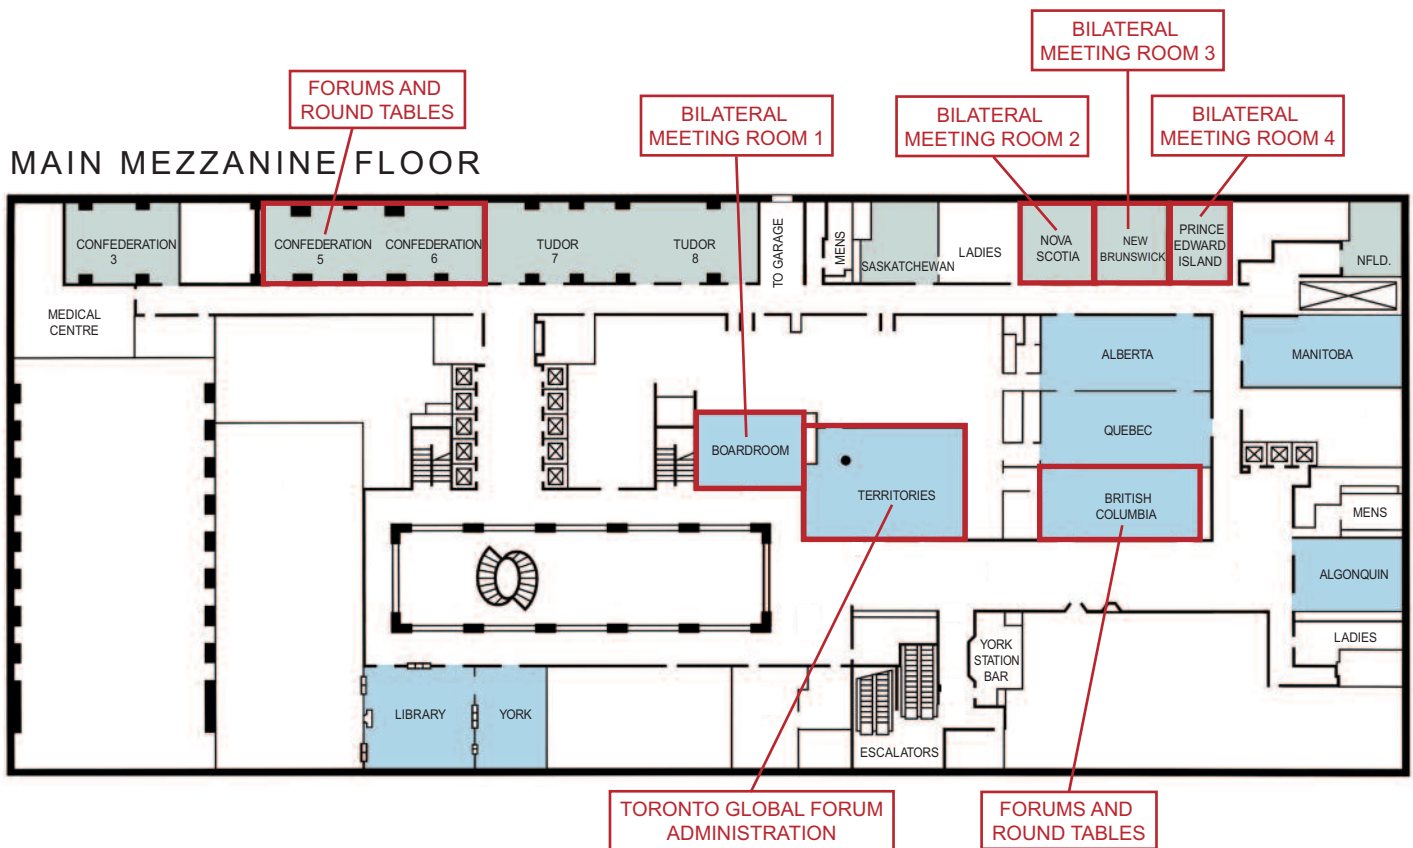 BILATERAL
MEETING ROOM 3
FORUMS AND
ROUND TABLES
BILATERAL
MEETING ROOM 1
BILATERAL
MEETING ROOM 2
BILATERAL
MEETING ROOM 4
MAIN MEZZANINE FLOOR
CONFEDERATION
3
CONFEDERATION
5
CONFEDERATION
6
TUDOR
7
TUDOR
8
TO GARAGE
MENS
SASKATCHEWAN
LADIES
NOVA
SCOTIA
NEW
BRUNSWICK
PRINCE
EDWARD
ISLAND
NFLD.
MEDICAL
CENTRE
ALBERTA
MANITOBA
QUEBEC
BOARDROOM
TERRITORIES
BRITISH
COLUMBIA
MENS
ALGONQUIN
LADIES
YORK
STATION
BAR
LIBRARY
YORK
ESCALATORS
TORONTO GLOBAL FORUM
ADMINISTRATION
FORUMS AND
ROUND TABLES